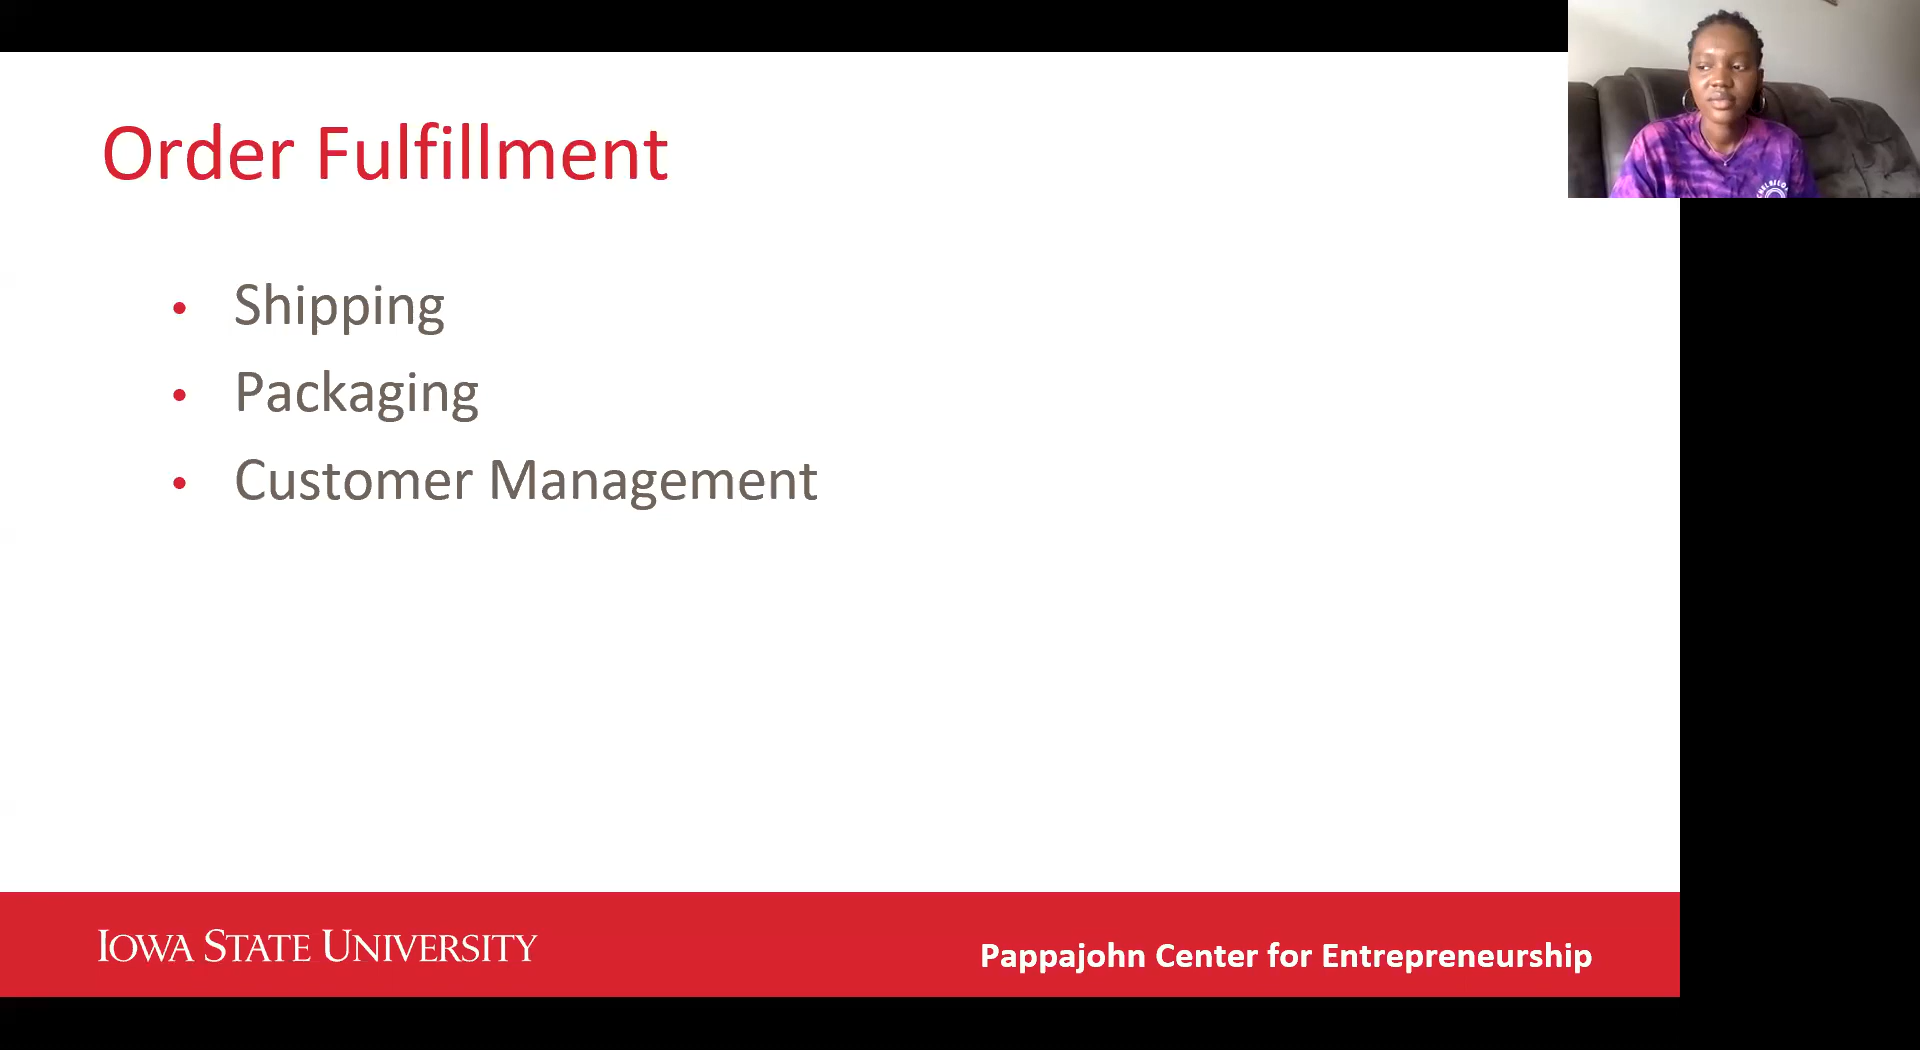 Order Fulfillment
• Shipping
• Packaging
• Customer Management
IOWA STATE UNIVERSITY
Pappajohn Center for Entrepreneurship